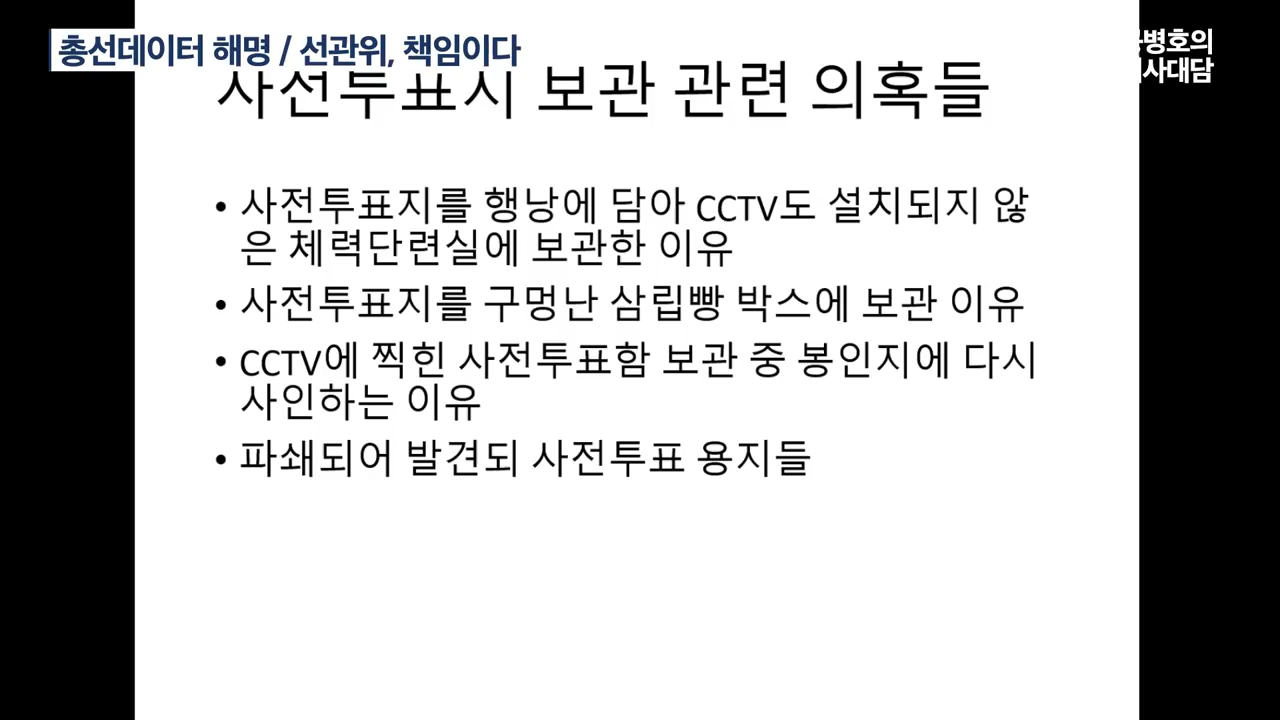 총선데이터 해명 / 선관위, 책임이다
병호의
사대담
사전투표지 보관 관련 의혹들
• 사전투표지를 행낭에 담아 CCTV도 설치되지 않
은 체력단련실에 보관한 이유
• 사전투표지를 구멍난 삼립빵 박스에 보관 이유
• CCTV에 찍힌 사전투표함 보관 중 봉인지에 다시
사인하는 이유
• 파쇄되어 발견되 사전투표 용지들